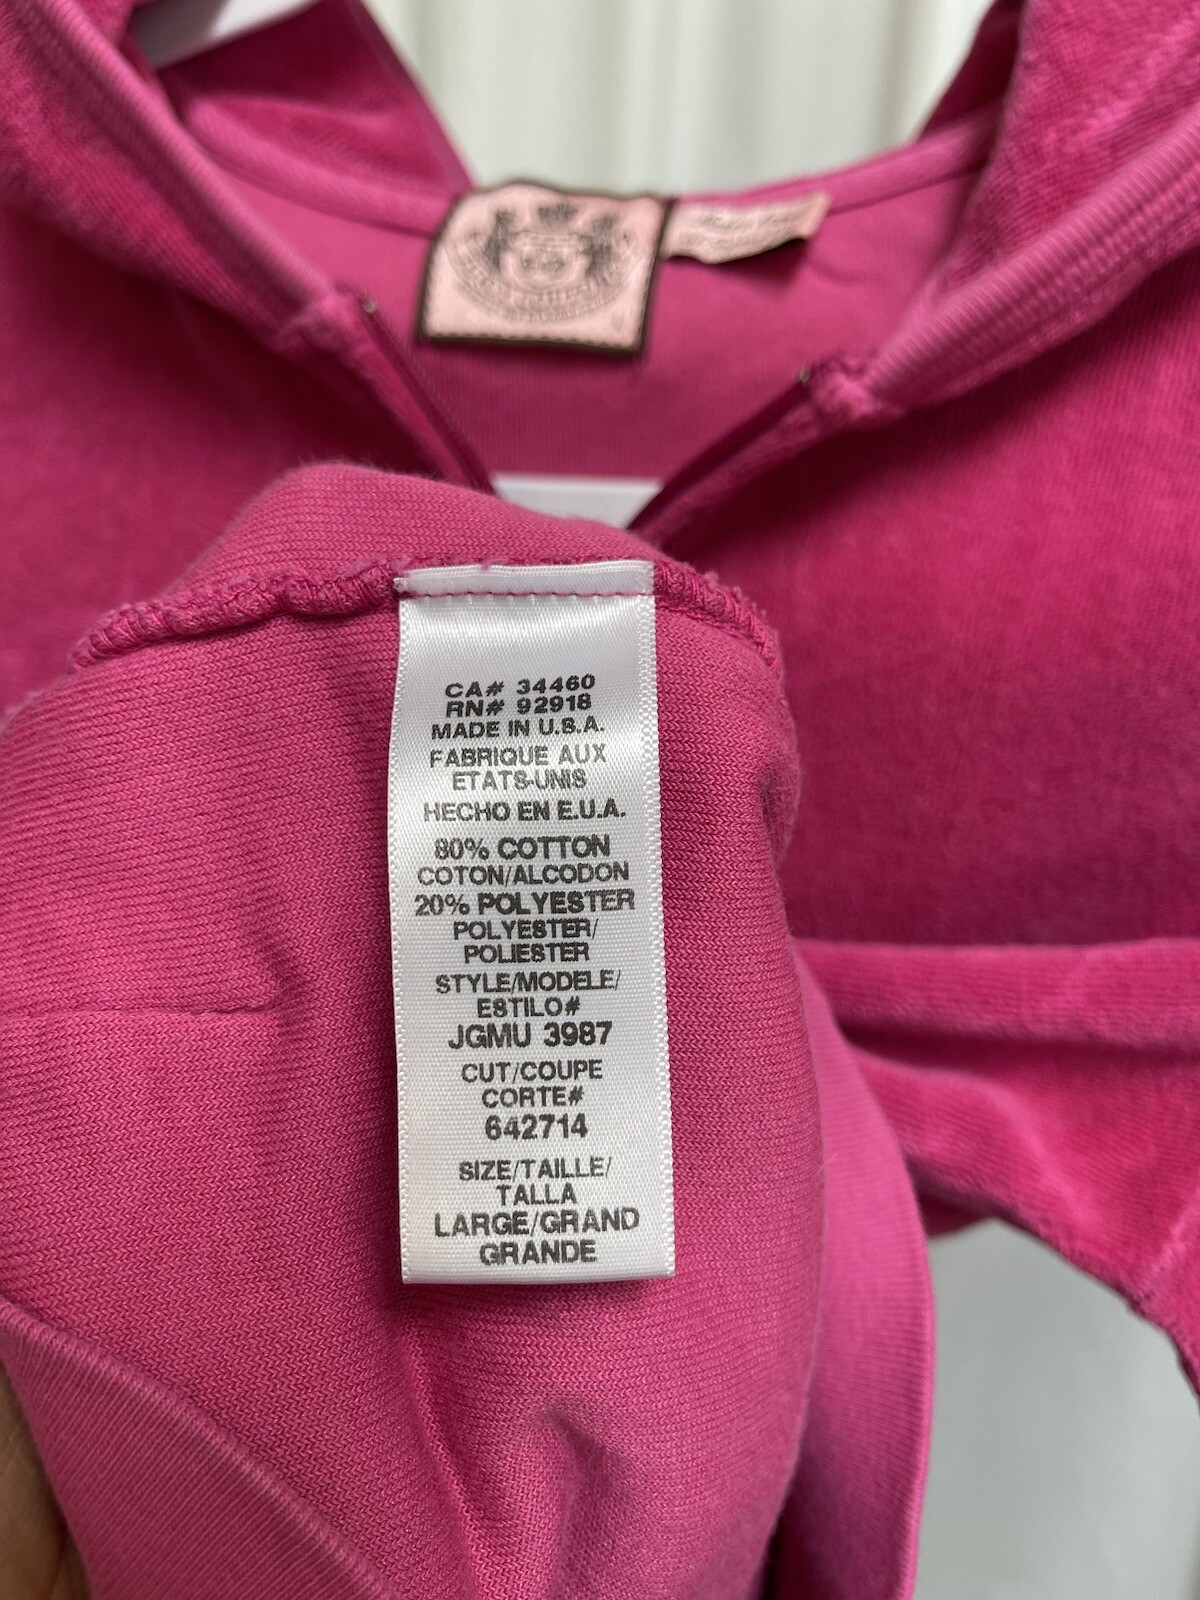 CA# 34460
RN# 92918
MADE IN U.S.A.
FABRIQUE AUX
ETATS-UNIS
HECHO EN E.U.A.
80% COTTON
COTON/ALCODON
20% POLYESTER
POLYESTER/
POLIESTER
STYLE/MODELE/
ESTILO#
JGMU 3987
CUT/COUPE
CORTE#
642714
SIZE/TAILLE/
TALLA
LARGE/GRAND
GRANDE